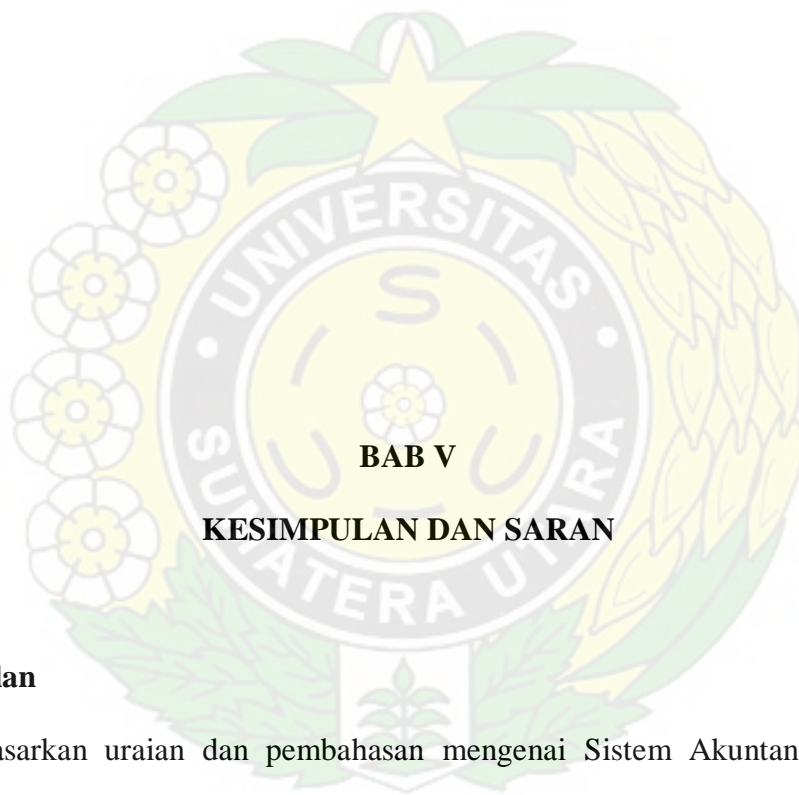 UNIVERSITAS
S
U U
SUMATERA UTARA
BAB V
KESIMPULAN DAN SARAN
lan
asarkan uraian dan pembahasan mengenai Sistem Akuntan